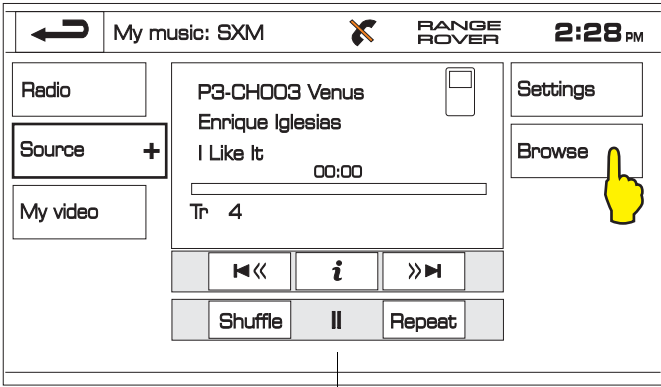 My music: SXM
RANGE
ROVER
2:28 PM
Radio
Source +
My video
P3-CH003 Venus
Enrique Iglesias
I Like It
00:00
Tr 4
Settings
Browse
i
Shuffle
Repeat